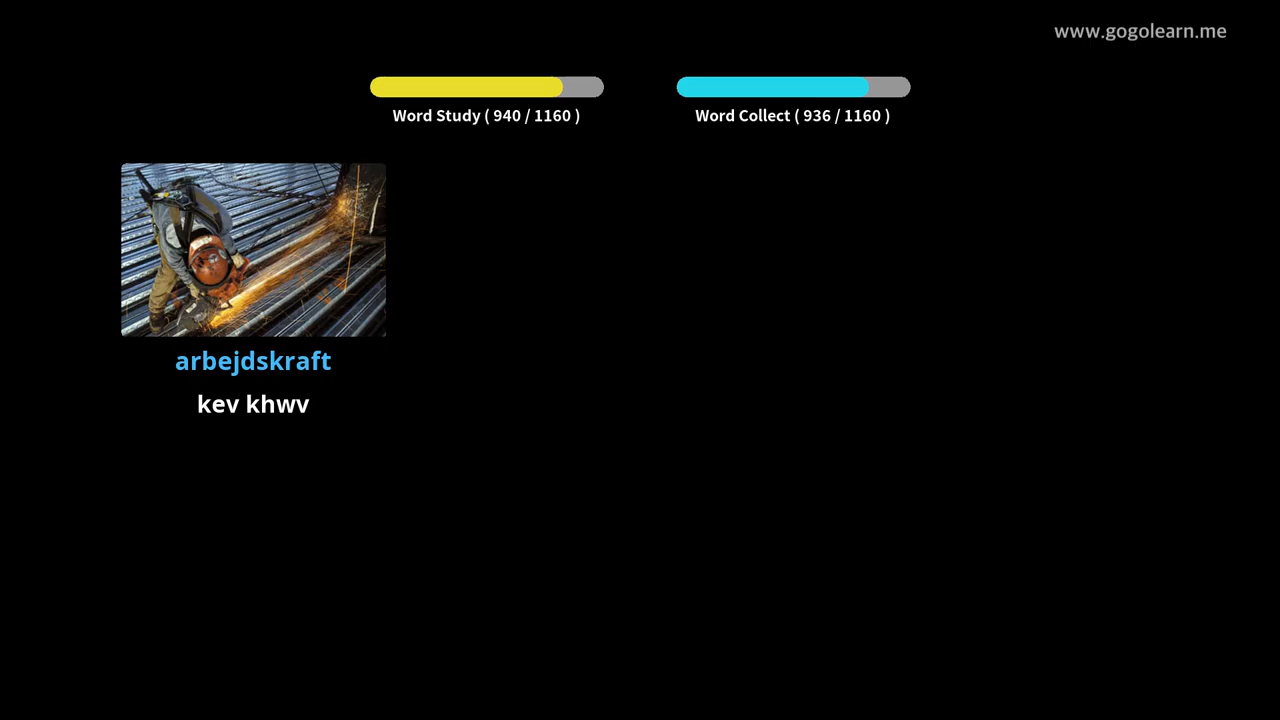 www.gogolearn.me
Word Study ( 940 / 1160 )
Word Collect ( 936 / 1160 )
arbejdskraft
kev khwv